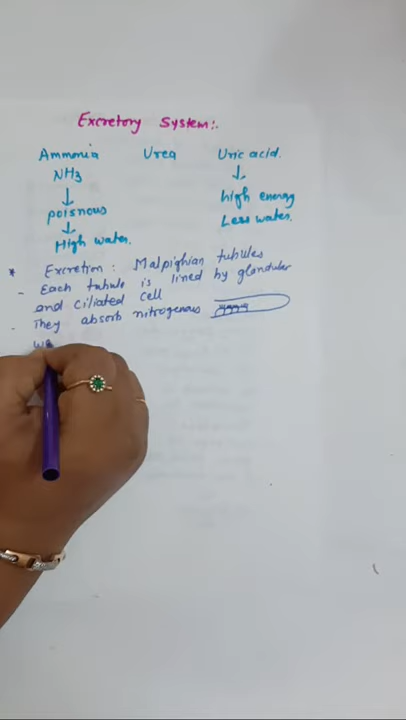 Excretory System:.
Ammonia Urea Uric acid.
NH3
↓ ↓
poisnous high energy
↓ Less water.
High water.
* Excretion : Malpighian tubules
- Each tubule is lined by glandular
and ciliated cell
- They absorb nitrogenous
wa